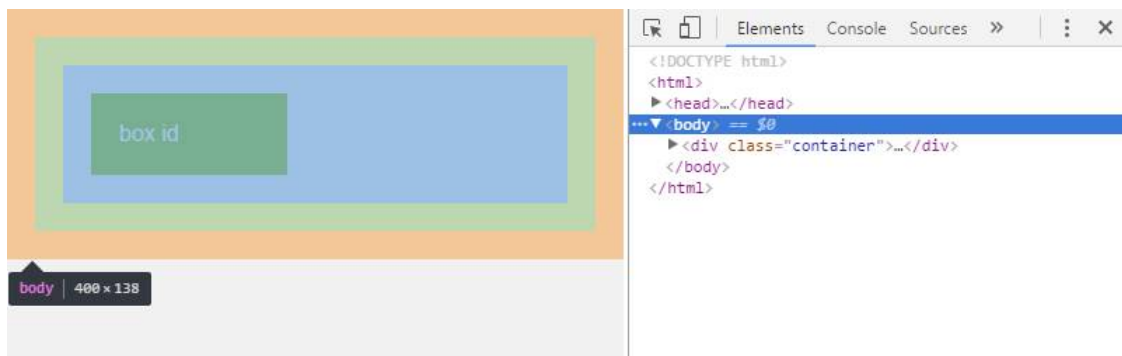 box id
body 400 × 138
Elements Console Sources »
<!DOCTYPE html>
<html>
▶<head>…</head>
…▼<body> == $0
▶<div class="container">…</div>
</body>
</html>